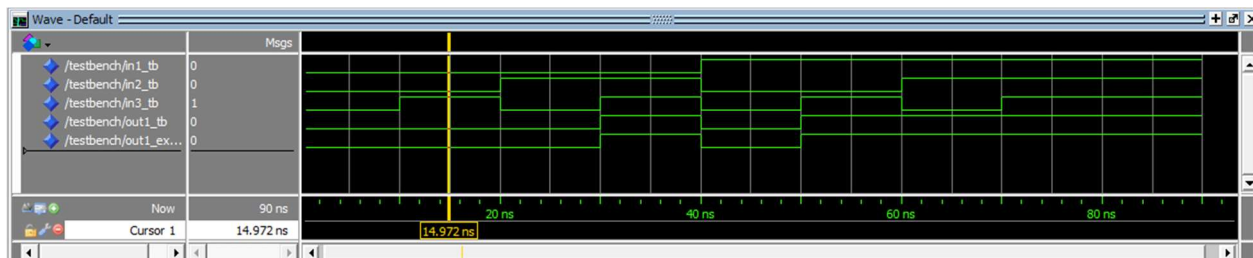 Wave - Default
Msgs
/testbench/in1_tb 0
/testbench/in2_tb 0
/testbench/in3_tb 1
/testbench/out1_tb 0
/testbench/out1_ex... 0
Now 90 ns 20 ns 40 ns 60 ns 80 ns
Cursor 1 14.972 ns 14.972 ns